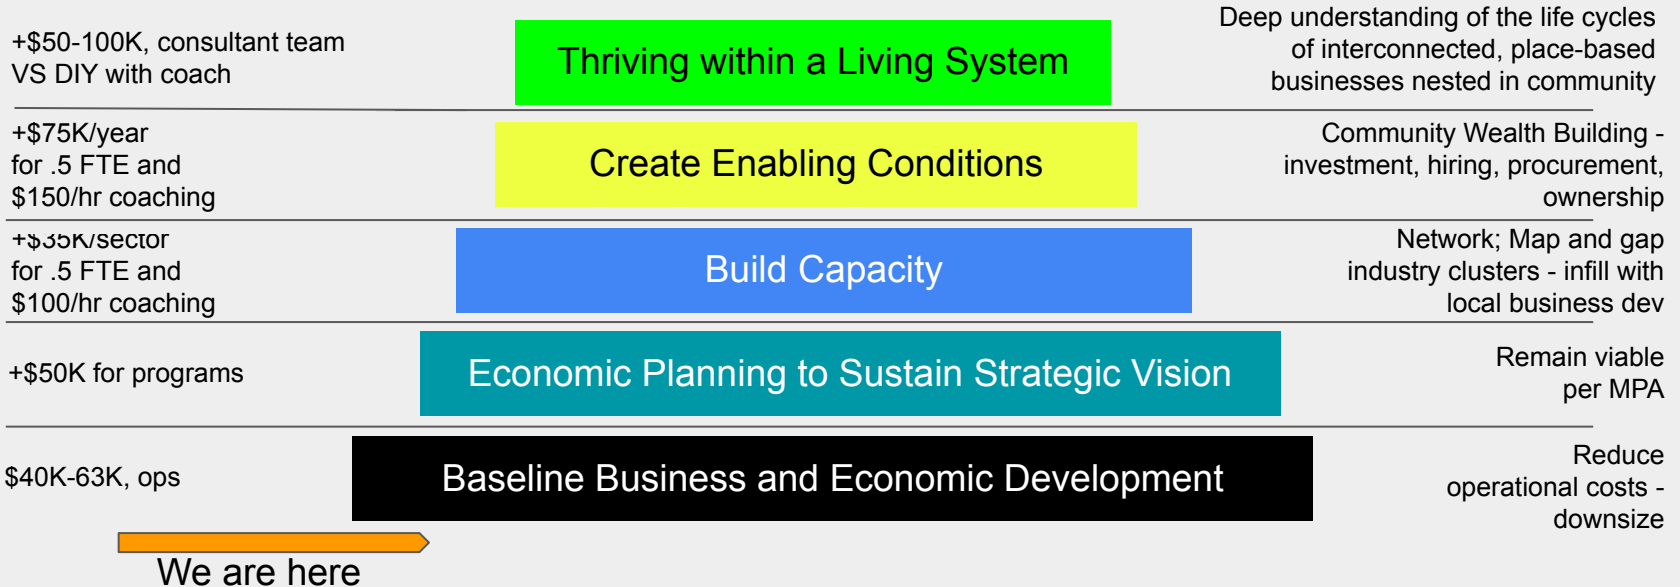 +$50-100K, consultant team
VS DIY with coach
Thriving within a Living System
Deep understanding of the life cycles
of interconnected, place-based
businesses nested in community
+$75K/year
for .5 FTE and
$150/hr coaching
Create Enabling Conditions
Community Wealth Building -
investment, hiring, procurement,
ownership
+$35K/sector
for .5 FTE and
$100/hr coaching
Build Capacity
Network; Map and gap
industry clusters - infill with
local business dev
+$50K for programs
Economic Planning to Sustain Strategic Vision
Remain viable
per MPA
$40K-63K, ops
Baseline Business and Economic Development
Reduce
operational costs -
downsize
We are here